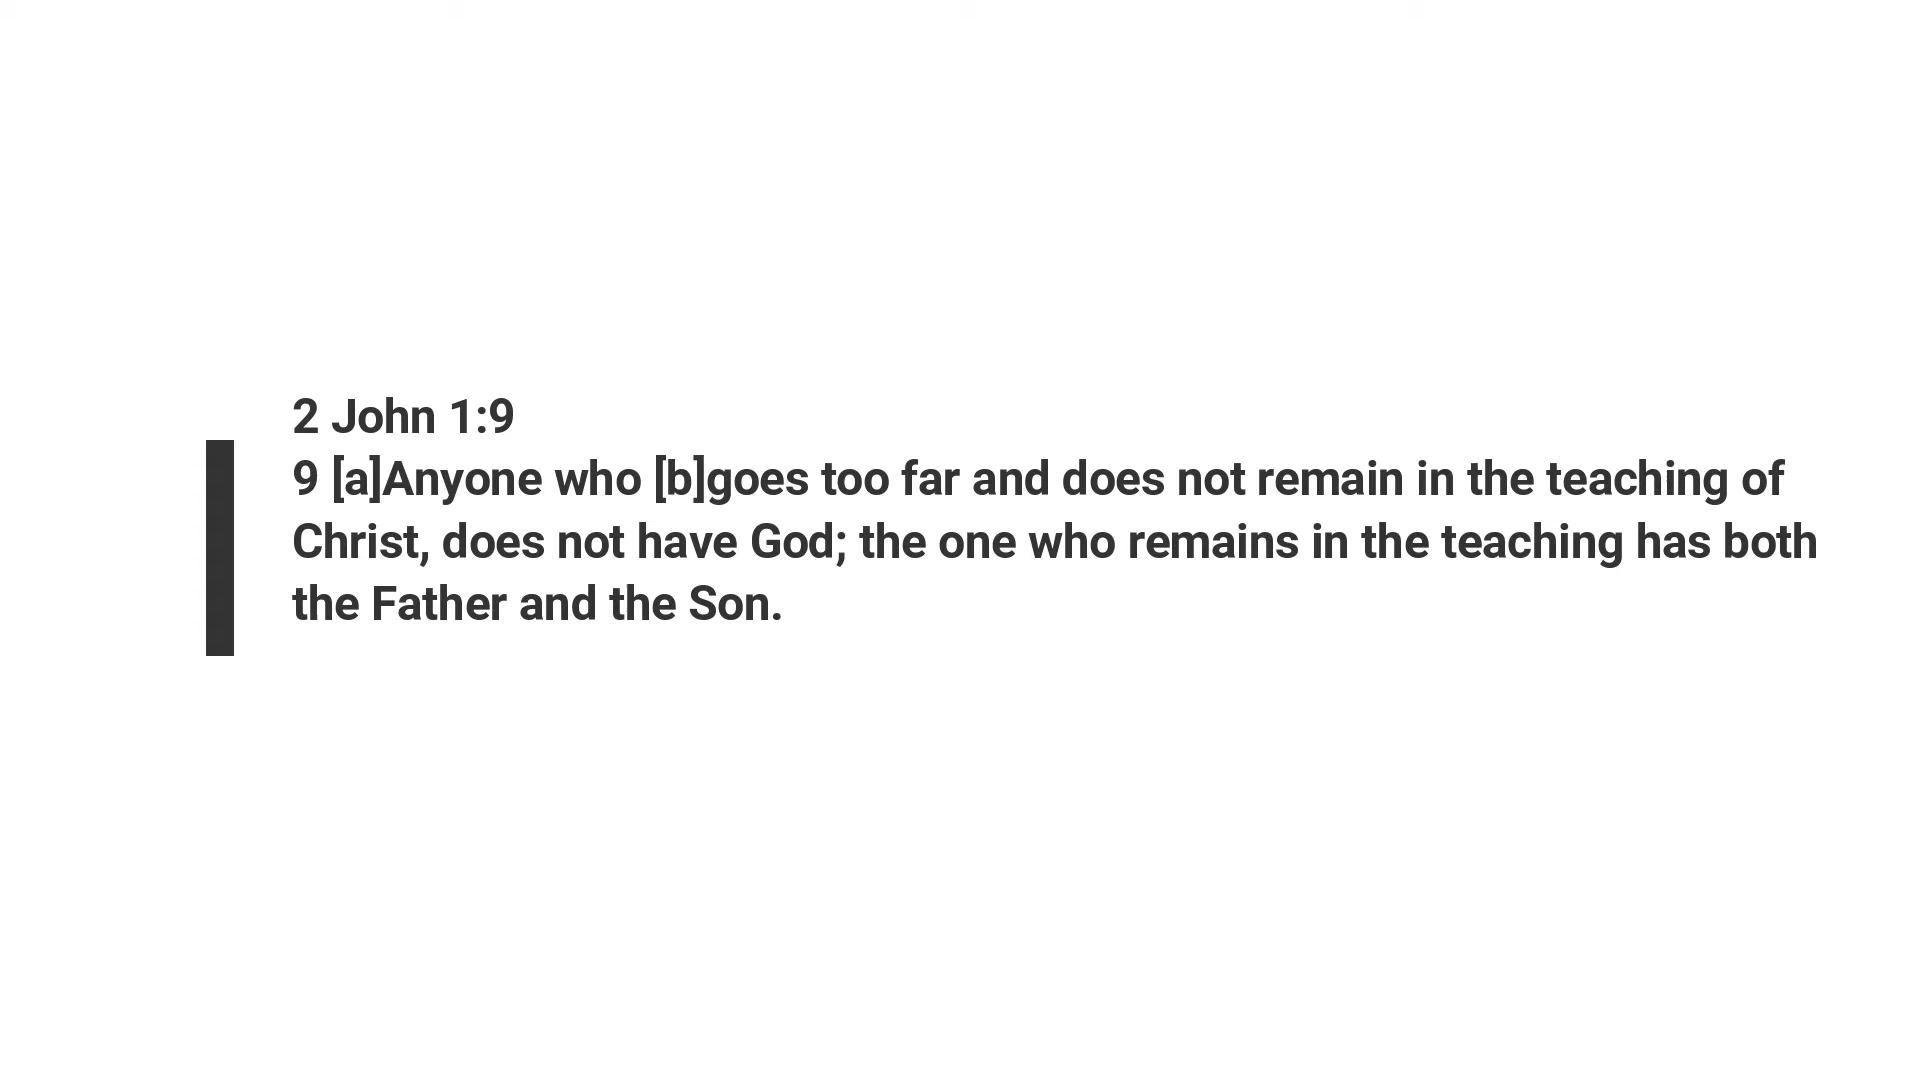 2 John 1:9
9 [a]Anyone who [b]goes too far and does not remain in the teaching of
Christ, does not have God; the one who remains in the teaching has both
the Father and the Son.